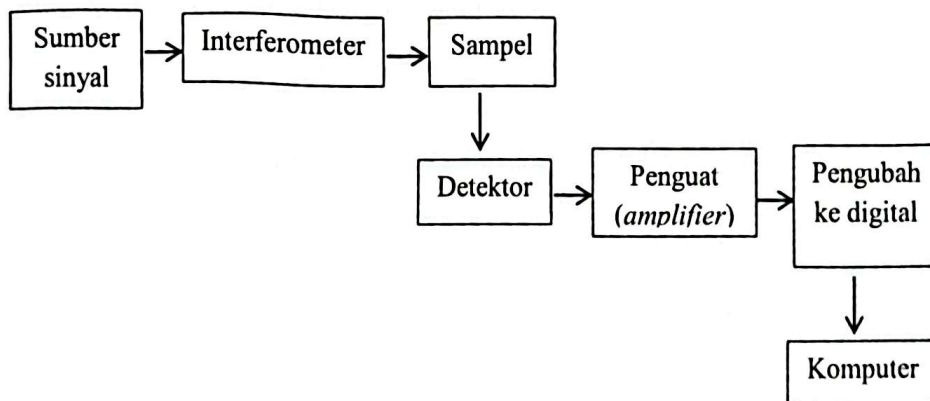 Sumber
sinyal
Interferometer
Sampel
Detektor
Penguat
(amplifier)
Pengubah
ke digital
Komputer